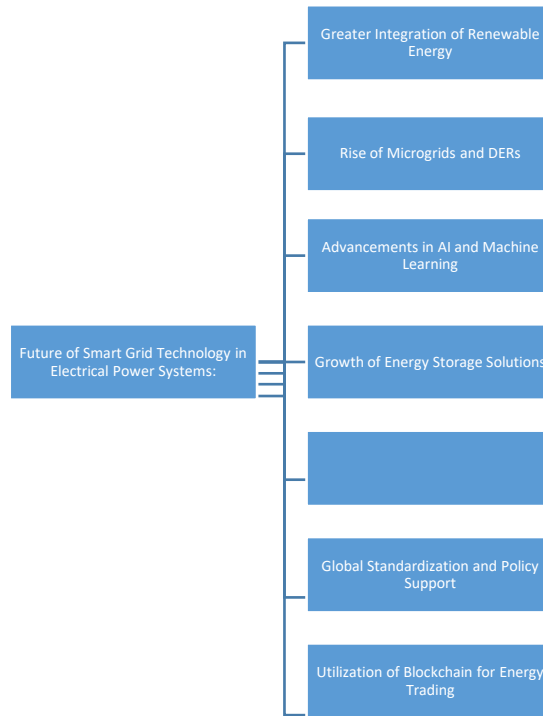 Greater Integration of Renewable
Energy
Rise of Microgrids and DERs
Advancements in AI and Machine
Learning
Future of Smart Grid Technology in
Electrical Power Systems:
Growth of Energy Storage Solutions
Global Standardization and Policy
Support
Utilization of Blockchain for Energy
Trading